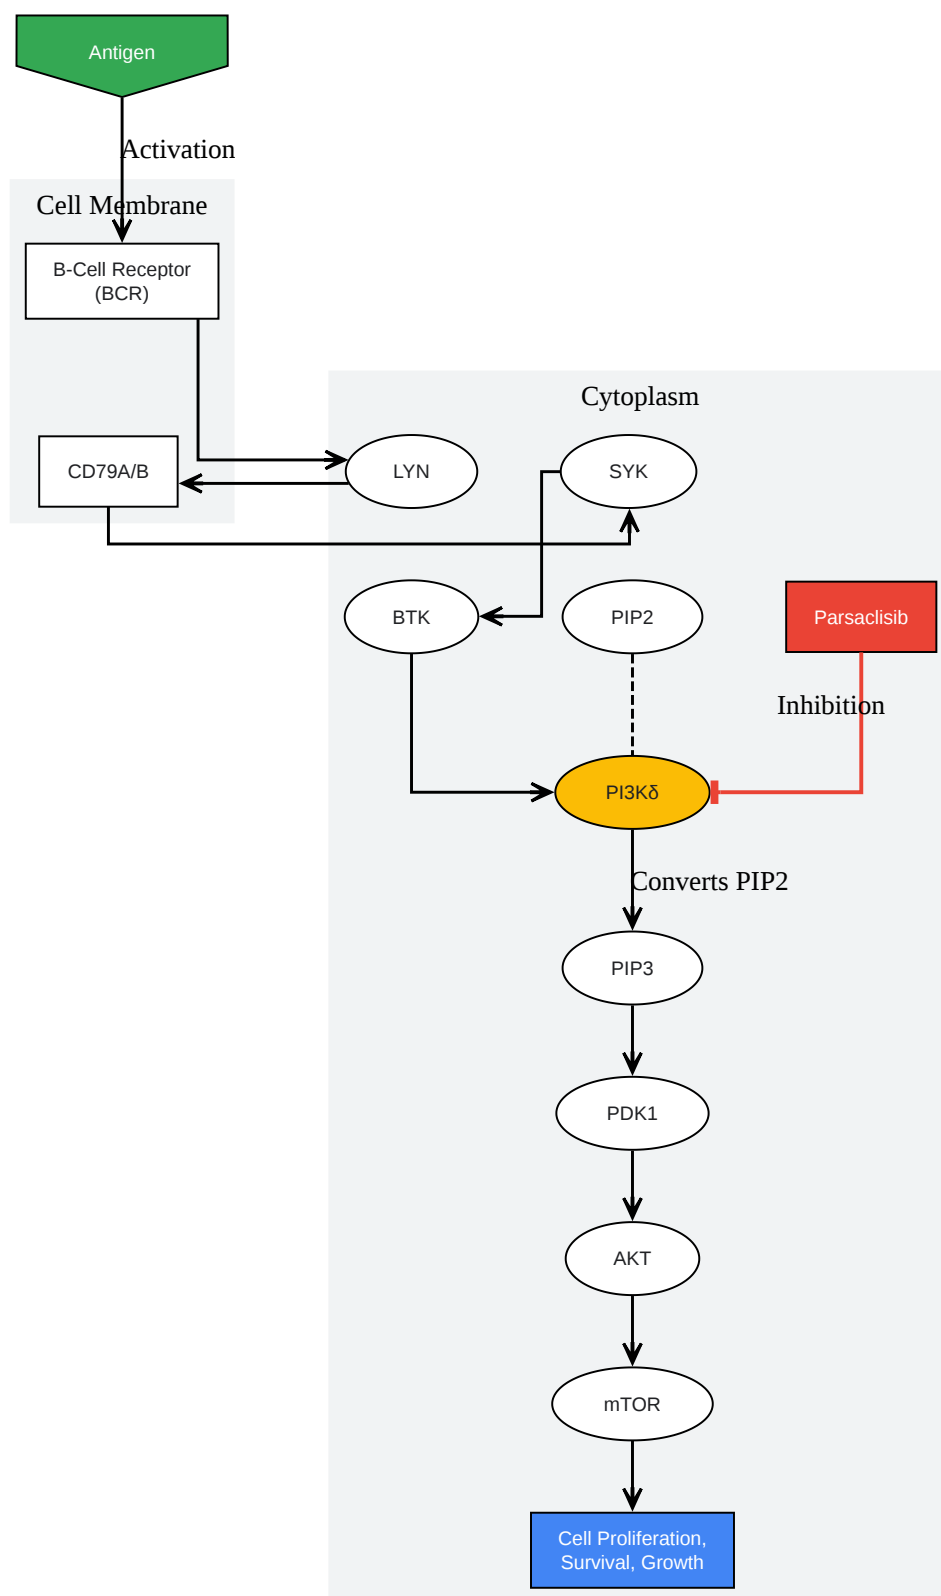 Antigen
Activation
Cell Membrane
B-Cell Receptor
(BCR)
Cytoplasm
CD79A/B
LYN
SYK
BTK
PIP2
Parsaclisib
Inhibition
PI3Kδ
Converts PIP2
PIP3
PDK1
AKT
mTOR
Cell Proliferation,
Survival, Growth